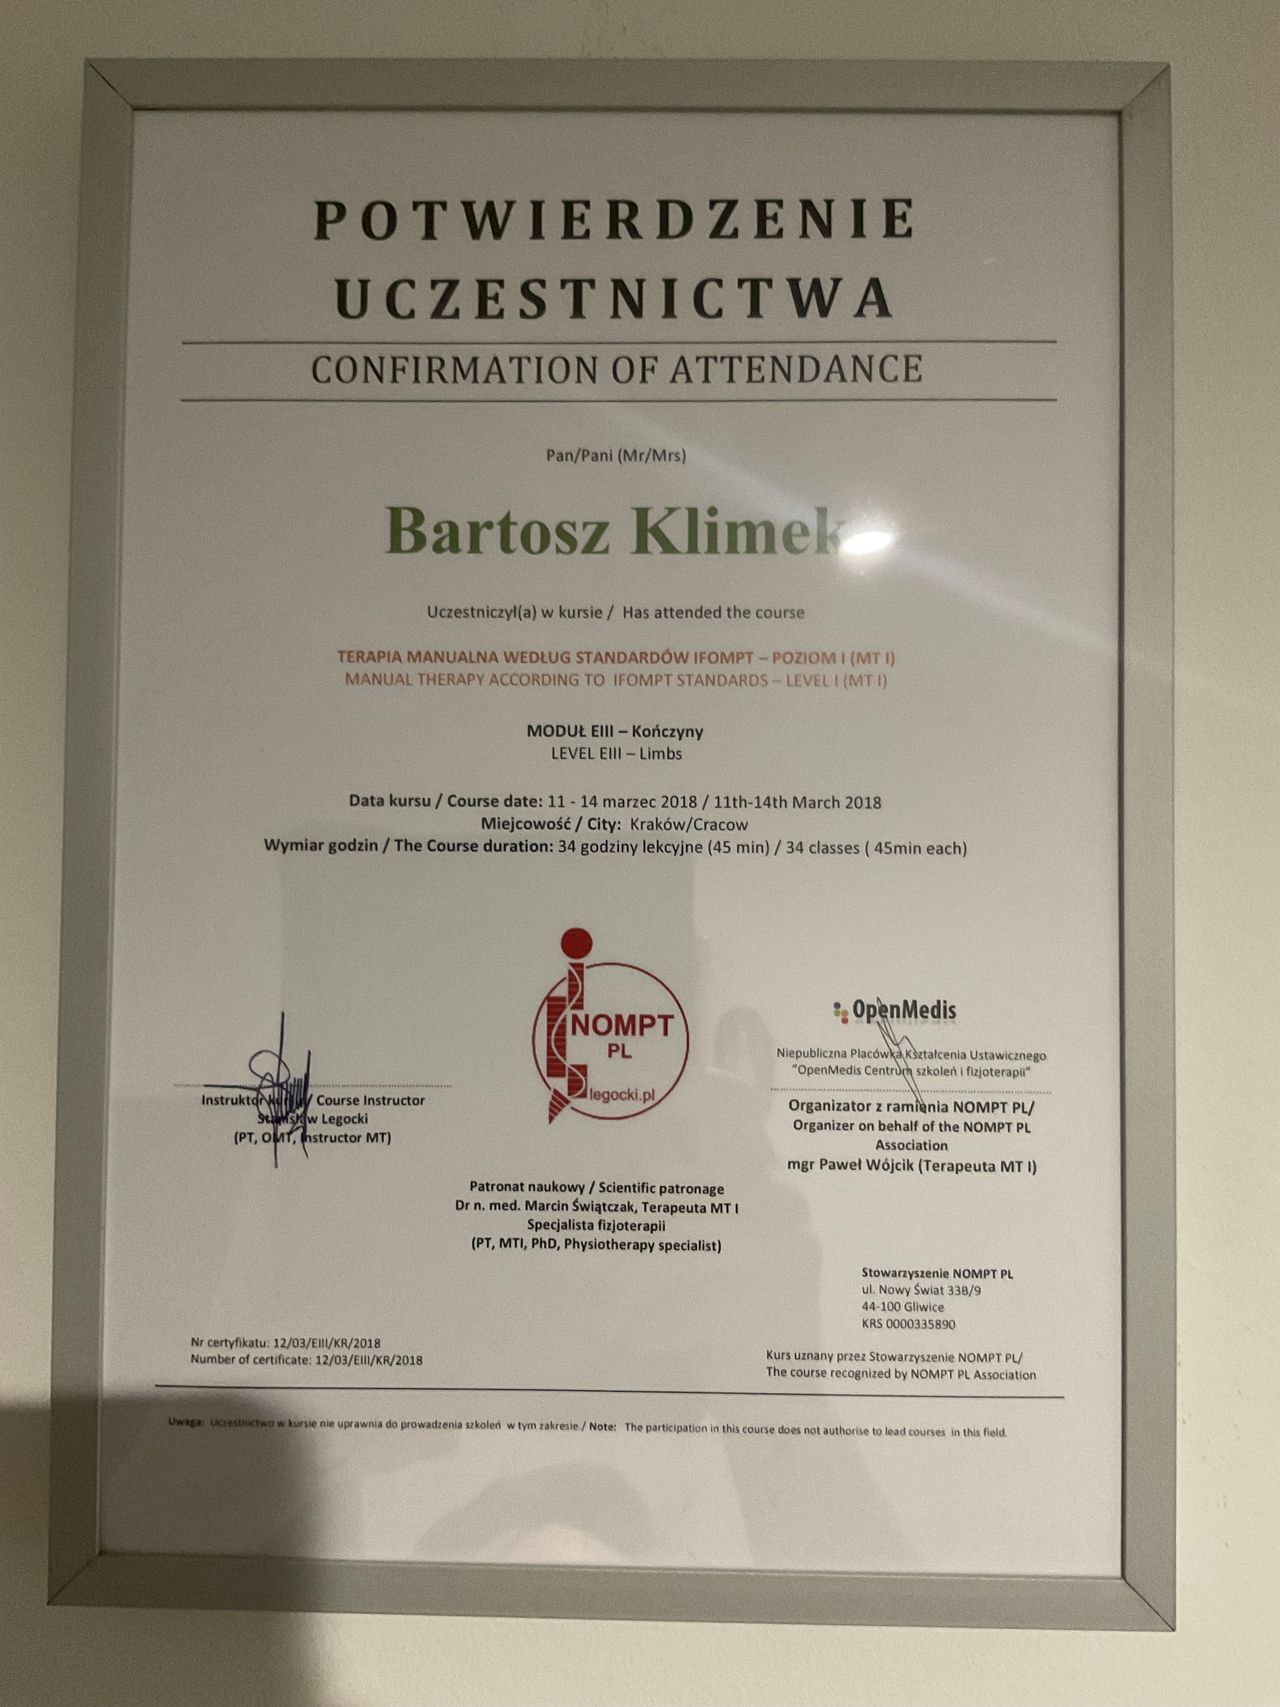 POTWIERDZENIE
UCZESTNICTWA
CONFIRMATION OF ATTENDANCE
Pan/Pani (Mr/Mrs)
Bartosz Klimek
Uczestniczył(a) w kursie / Has attended the course
TERAPIA MANUALNA WEDŁUG STANDARDÓW IFOMPT – POZIOM I (MT I)
MANUAL THERAPY ACCORDING TO IFOMPT STANDARDS – LEVEL I (MT I)
MODUŁ EIII – Kończyny
LEVEL EIII – Limbs
Data kursu / Course date: 11 - 14 marzec 2018 / 11th-14th March 2018
Miejcowość / City: Kraków/Cracow
Wymiar godzin / The Course duration: 34 godziny lekcyjne (45 min) / 34 classes ( 45min each)
NOMPT
PL
legocki.pl
Instruktor kursu / Course Instructor
Stanisław Legocki
(PT, OMT, Instructor MT)
OpenMedis
Niepubliczna Placówka Kształcenia Ustawicznego
"OpenMedis Centrum szkoleń i fizjoterapii"
Organizator z ramienia NOMPT PL/
Organizer on behalf of the NOMPT PL
Association
mgr Paweł Wójcik (Terapeuta MT I)
Patronat naukowy / Scientific patronage
Dr n. med. Marcin Świątczak, Terapeuta MT I
Specjalista fizjoterapii
(PT, MTI, PhD, Physiotherapy specialist)
Stowarzyszenie NOMPT PL
ul. Nowy Świat 33B/9
44-100 Gliwice
KRS 0000335890
Nr certyfikatu: 12/03/EIII/KR/2018
Number of certificate: 12/03/EIII/KR/2018
Kurs uznany przez Stowarzyszenie NOMPT PL/
The course recognized by NOMPT PL Association
Uwaga: Uczestnictwo w kursie nie uprawnia do prowadzenia szkoleń w tym zakresie./ Note: The participation in this course does not authorise to lead courses in this field.